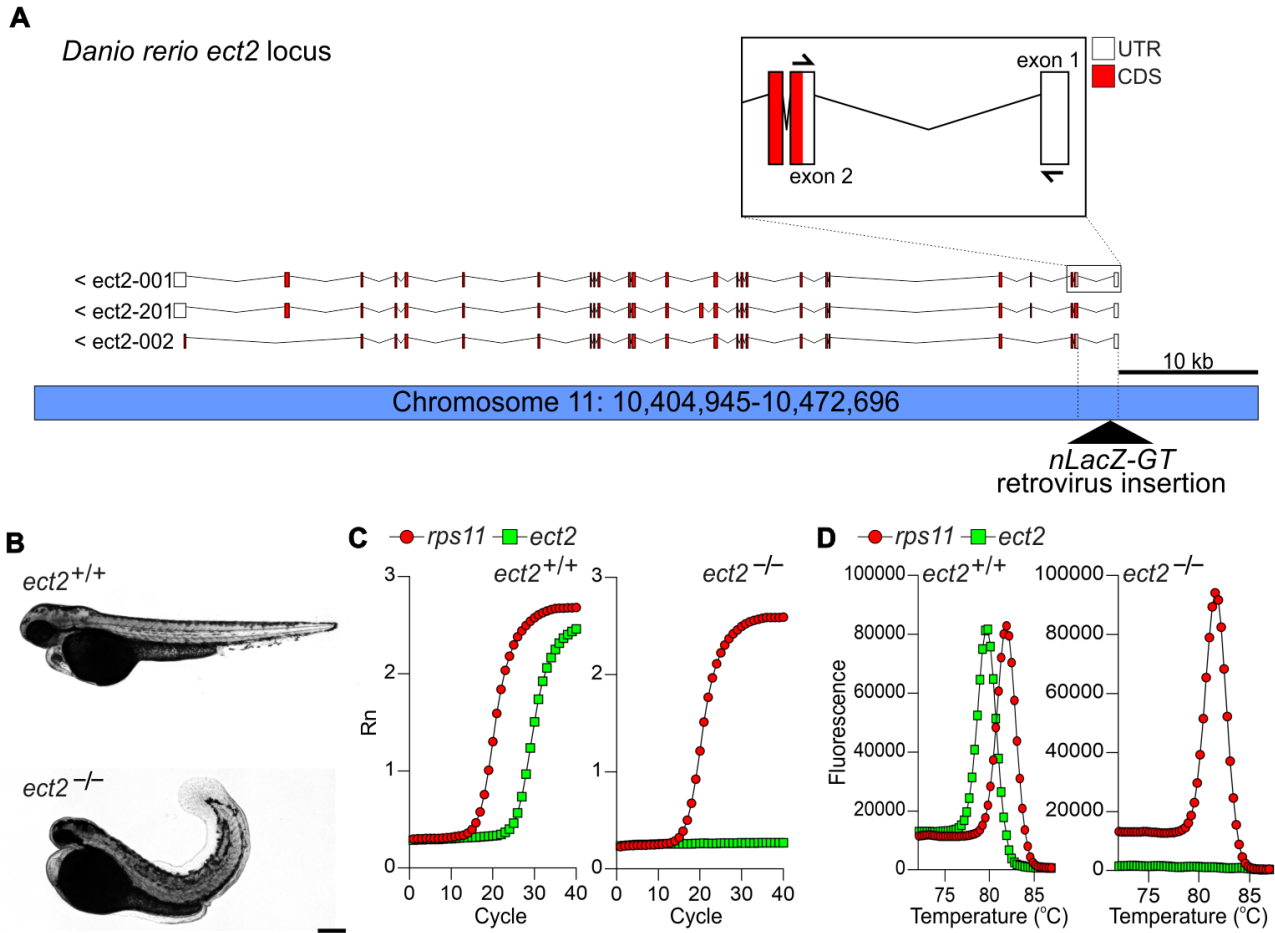 A
Danio rerio ect2 locus
exon 1
UTR
CDS
exon 2
< ect2-001
< ect2-201
< ect2-002
10 kb
Chromosome 11: 10,404,945-10,472,696
nLacZ-GT
retrovirus insertion
B
ect2+/+
ect2−/−
C
rps11 ect2
ect2+/+
ect2−/−
3
2
1
0
Rn
0 10 20 30 40
Cycle
3
2
1
0
0 10 20 30 40
Cycle
D
rps11 ect2
ect2+/+
ect2−/−
100000
80000
60000
40000
20000
0
Fluorescence
75 80 85
Temperature (°C)
100000
80000
60000
40000
20000
0
75 80 85
Temperature (°C)